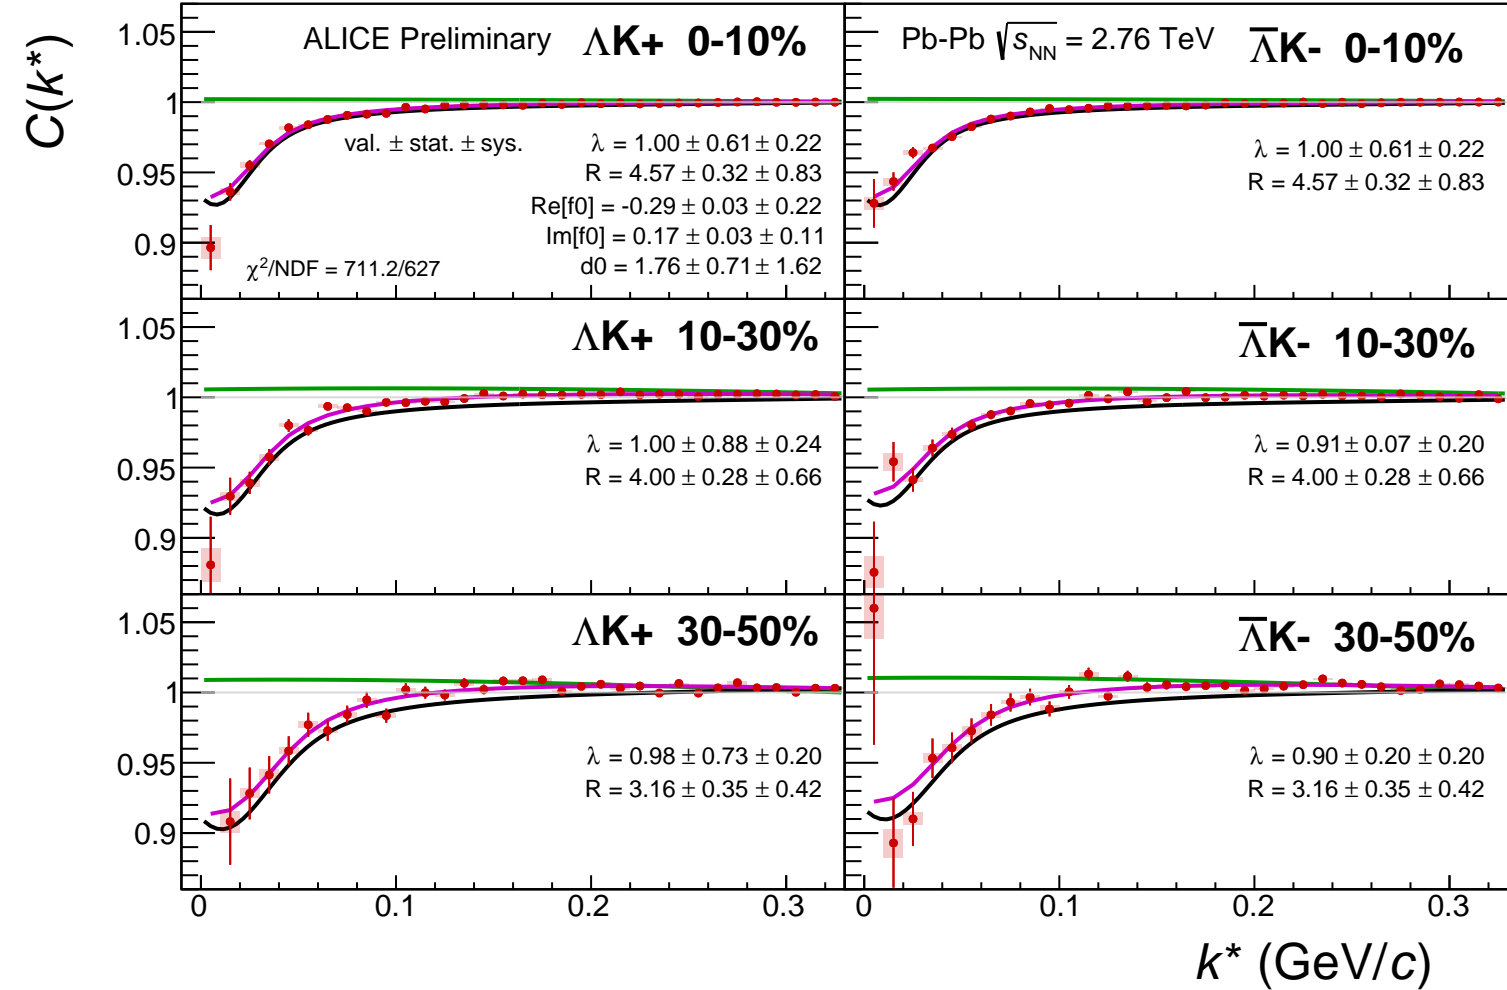 C(k*)
ALICE Preliminary ΛK+ 0-10%
1.05
1
0.95
0.9
val. ± stat. ± sys.
λ = 1.00 ± 0.61 ± 0.22
R = 4.57 ± 0.32 ± 0.83
Re[f0] = -0.29 ± 0.03 ± 0.22
Im[f0] = 0.17 ± 0.03 ± 0.11
d0 = 1.76 ± 0.71 ± 1.62
χ²/NDF = 711.2/627
Pb-Pb √s_NN = 2.76 TeV Λ̅K- 0-10%
λ = 1.00 ± 0.61 ± 0.22
R = 4.57 ± 0.32 ± 0.83
ΛK+ 10-30%
1.05
1
0.95
0.9
λ = 1.00 ± 0.88 ± 0.24
R = 4.00 ± 0.28 ± 0.66
Λ̅K- 10-30%
λ = 0.91 ± 0.07 ± 0.20
R = 4.00 ± 0.28 ± 0.66
ΛK+ 30-50%
1.05
1
0.95
0.9
λ = 0.98 ± 0.73 ± 0.20
R = 3.16 ± 0.35 ± 0.42
Λ̅K- 30-50%
λ = 0.90 ± 0.20 ± 0.20
R = 3.16 ± 0.35 ± 0.42
0 0.1 0.2 0.3
0 0.1 0.2 0.3
k* (GeV/c)